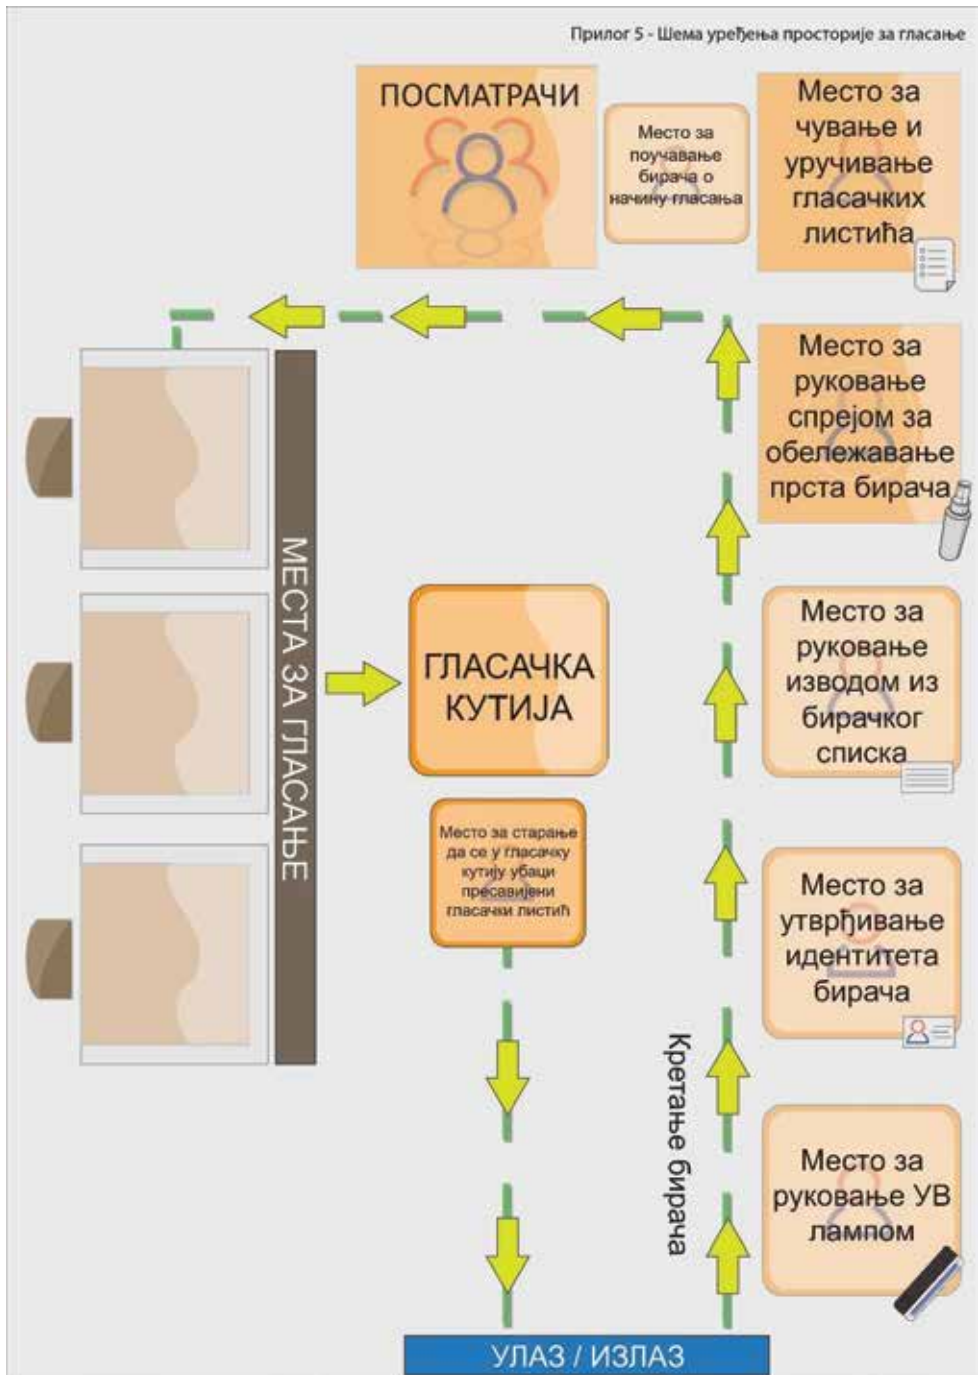 Прилог 5 - Шема уређења просторије за гласање
ПОСМАТРАЧИ
Место за
поучавање
бирача о
начину гласања
Место за
чување и
уручивање
гласачких
листића
Место за
руковање
спрејом за
обележавање
прста бирача
МЕСТА ЗА ГЛАСАЊЕ
ГЛАСАЧКА
КУТИЈА
Место за
руковање
изводом из
бирачког
списка
Место за старање
да се у гласачку
кутију убаци
пресавијени
гласачки листић
Место за
утврђивање
идентитета
бирача
Кретање бирача
Место за
руковање УВ
лампом
УЛАЗ / ИЗЛАЗ